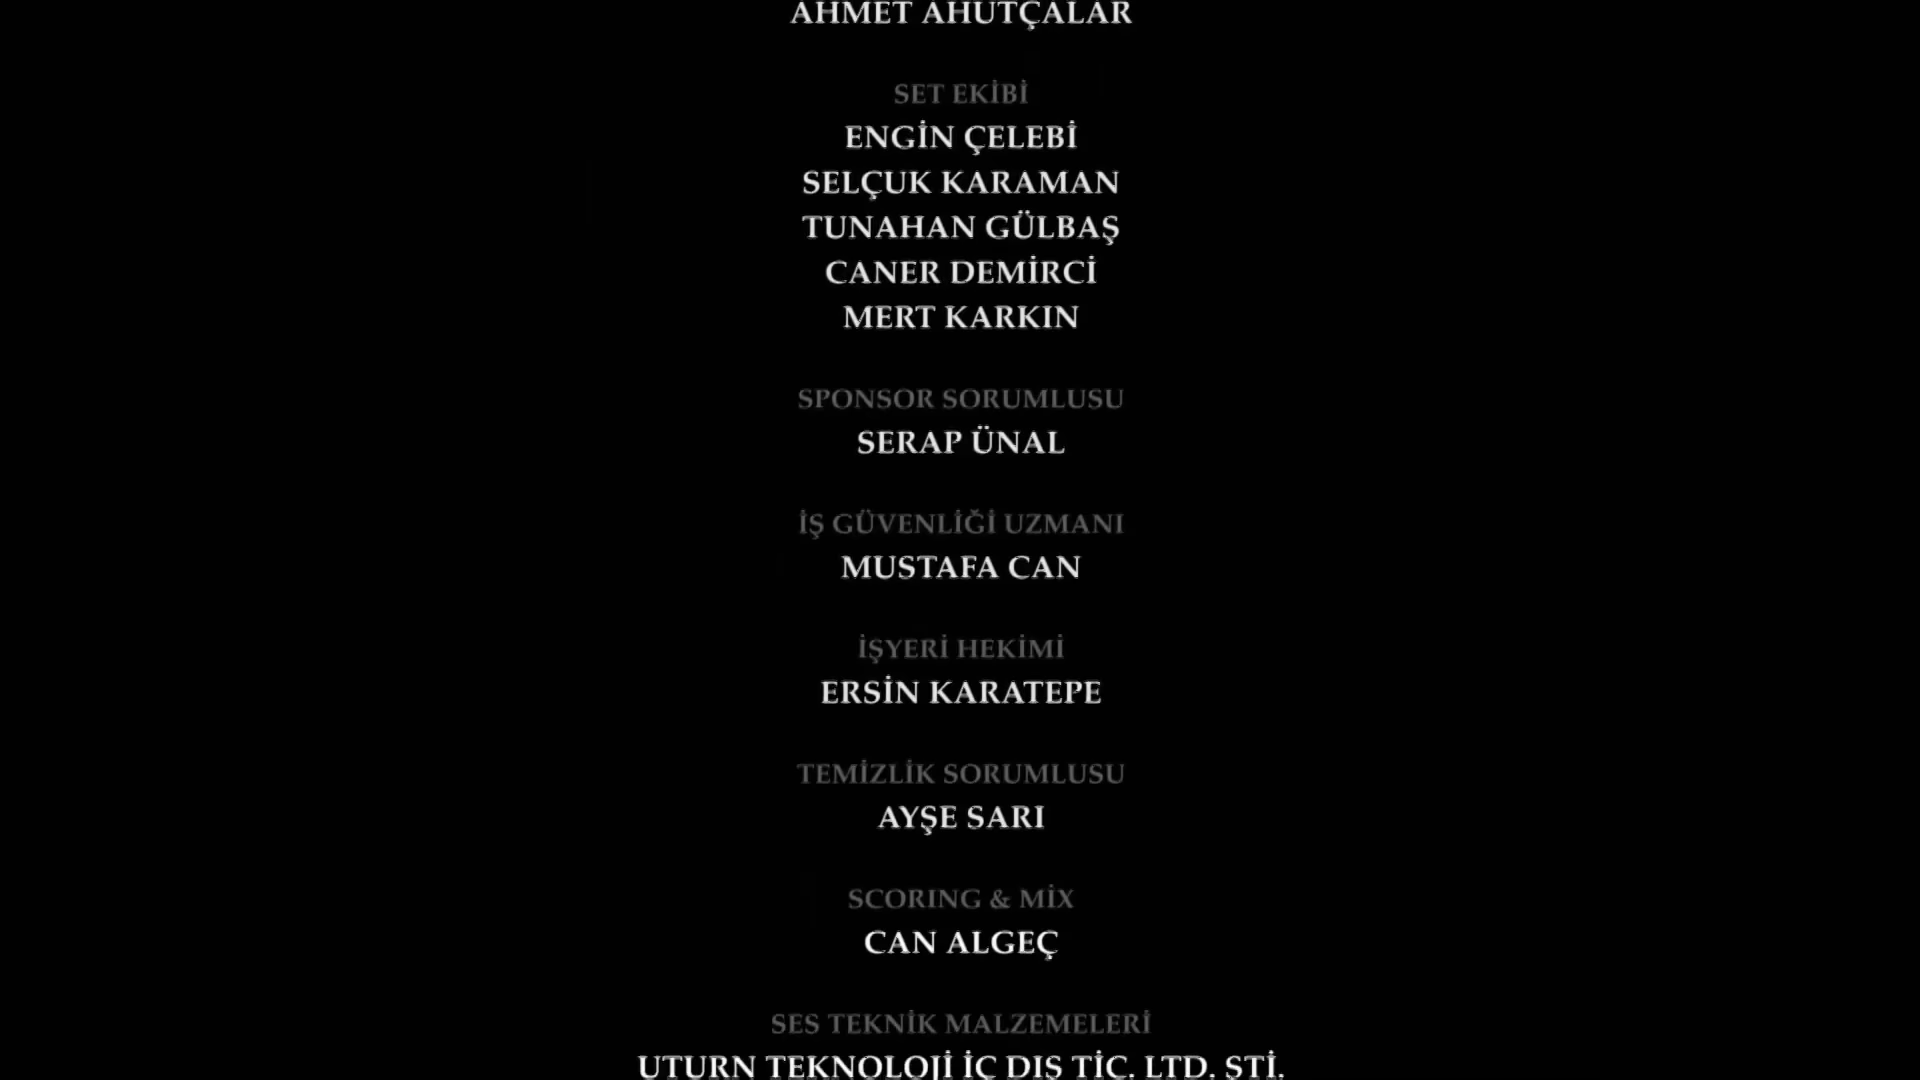 AHMET AHUTÇALAR
SET EKİBİ
ENGİN ÇELEBİ
SELÇUK KARAMAN
TUNAHAN GÜLBAŞ
CANER DEMİRCİ
MERT KARKIN
SPONSOR SORUMLUSU
SERAP ÜNAL
İŞ GÜVENLİĞİ UZMANI
MUSTAFA CAN
İŞYERİ HEKİMİ
ERSİN KARATEPE
TEMİZLİK SORUMLUSU
AYŞE SARI
SCORING & MİX
CAN ALGEÇ
SES TEKNİK MALZEMELERİ
UTURN TEKNOLOJİ İÇ DIŞ TİC. LTD. ŞTİ.